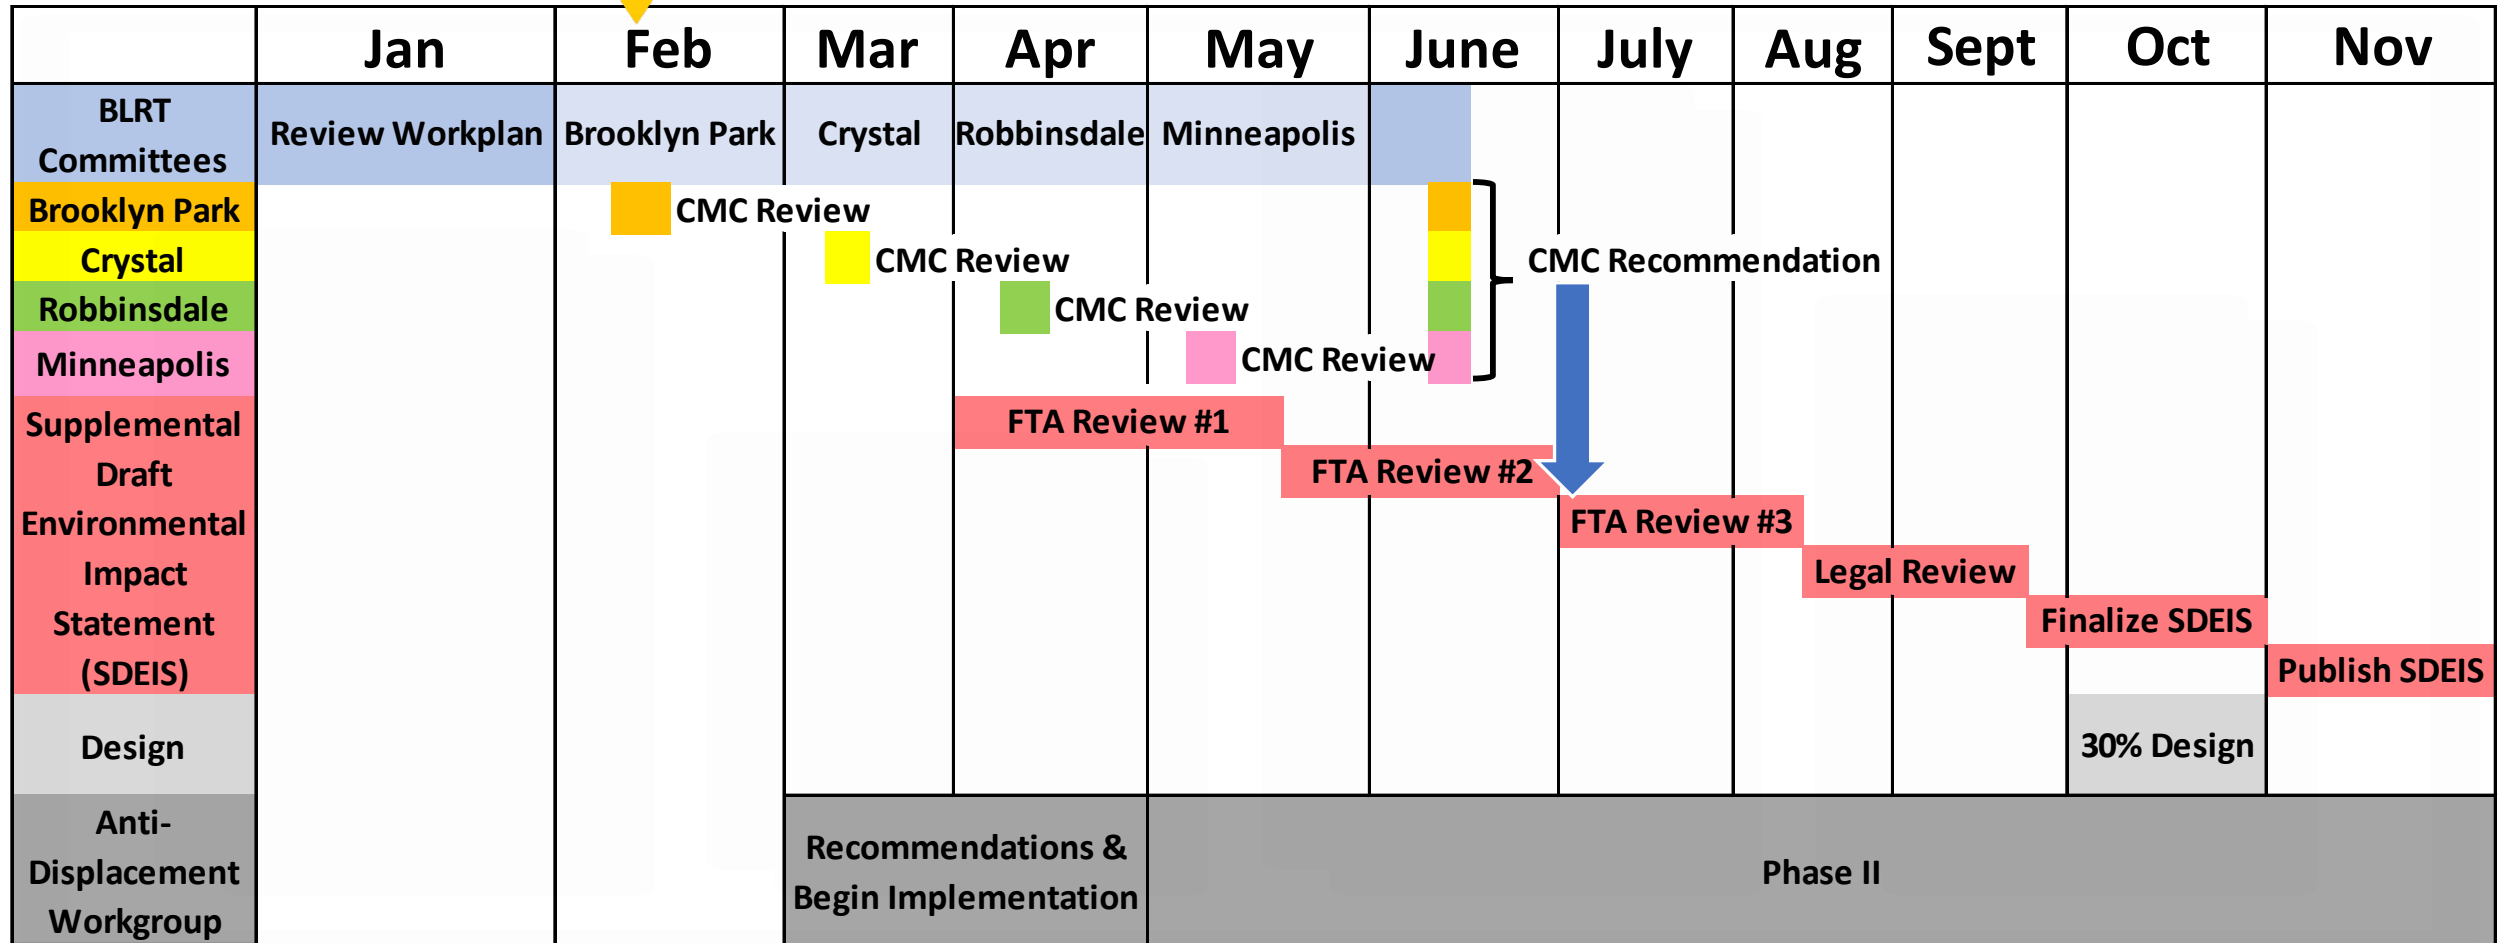 Jan Feb Mar Apr May June July Aug Sept Oct Nov
BLRT
Committees
Review Workplan Brooklyn Park Crystal Robbinsdale Minneapolis
Brooklyn Park
CMC Review
Crystal
CMC Review
CMC Recommendation
Robbinsdale
CMC Review
Minneapolis
CMC Review
Supplemental
Draft
Environmental
Impact
Statement
(SDEIS)
FTA Review #1
FTA Review #2
FTA Review #3
Legal Review
Finalize SDEIS
Publish SDEIS
Design
30% Design
Anti-
Displacement
Workgroup
Recommendations &
Begin Implementation
Phase II